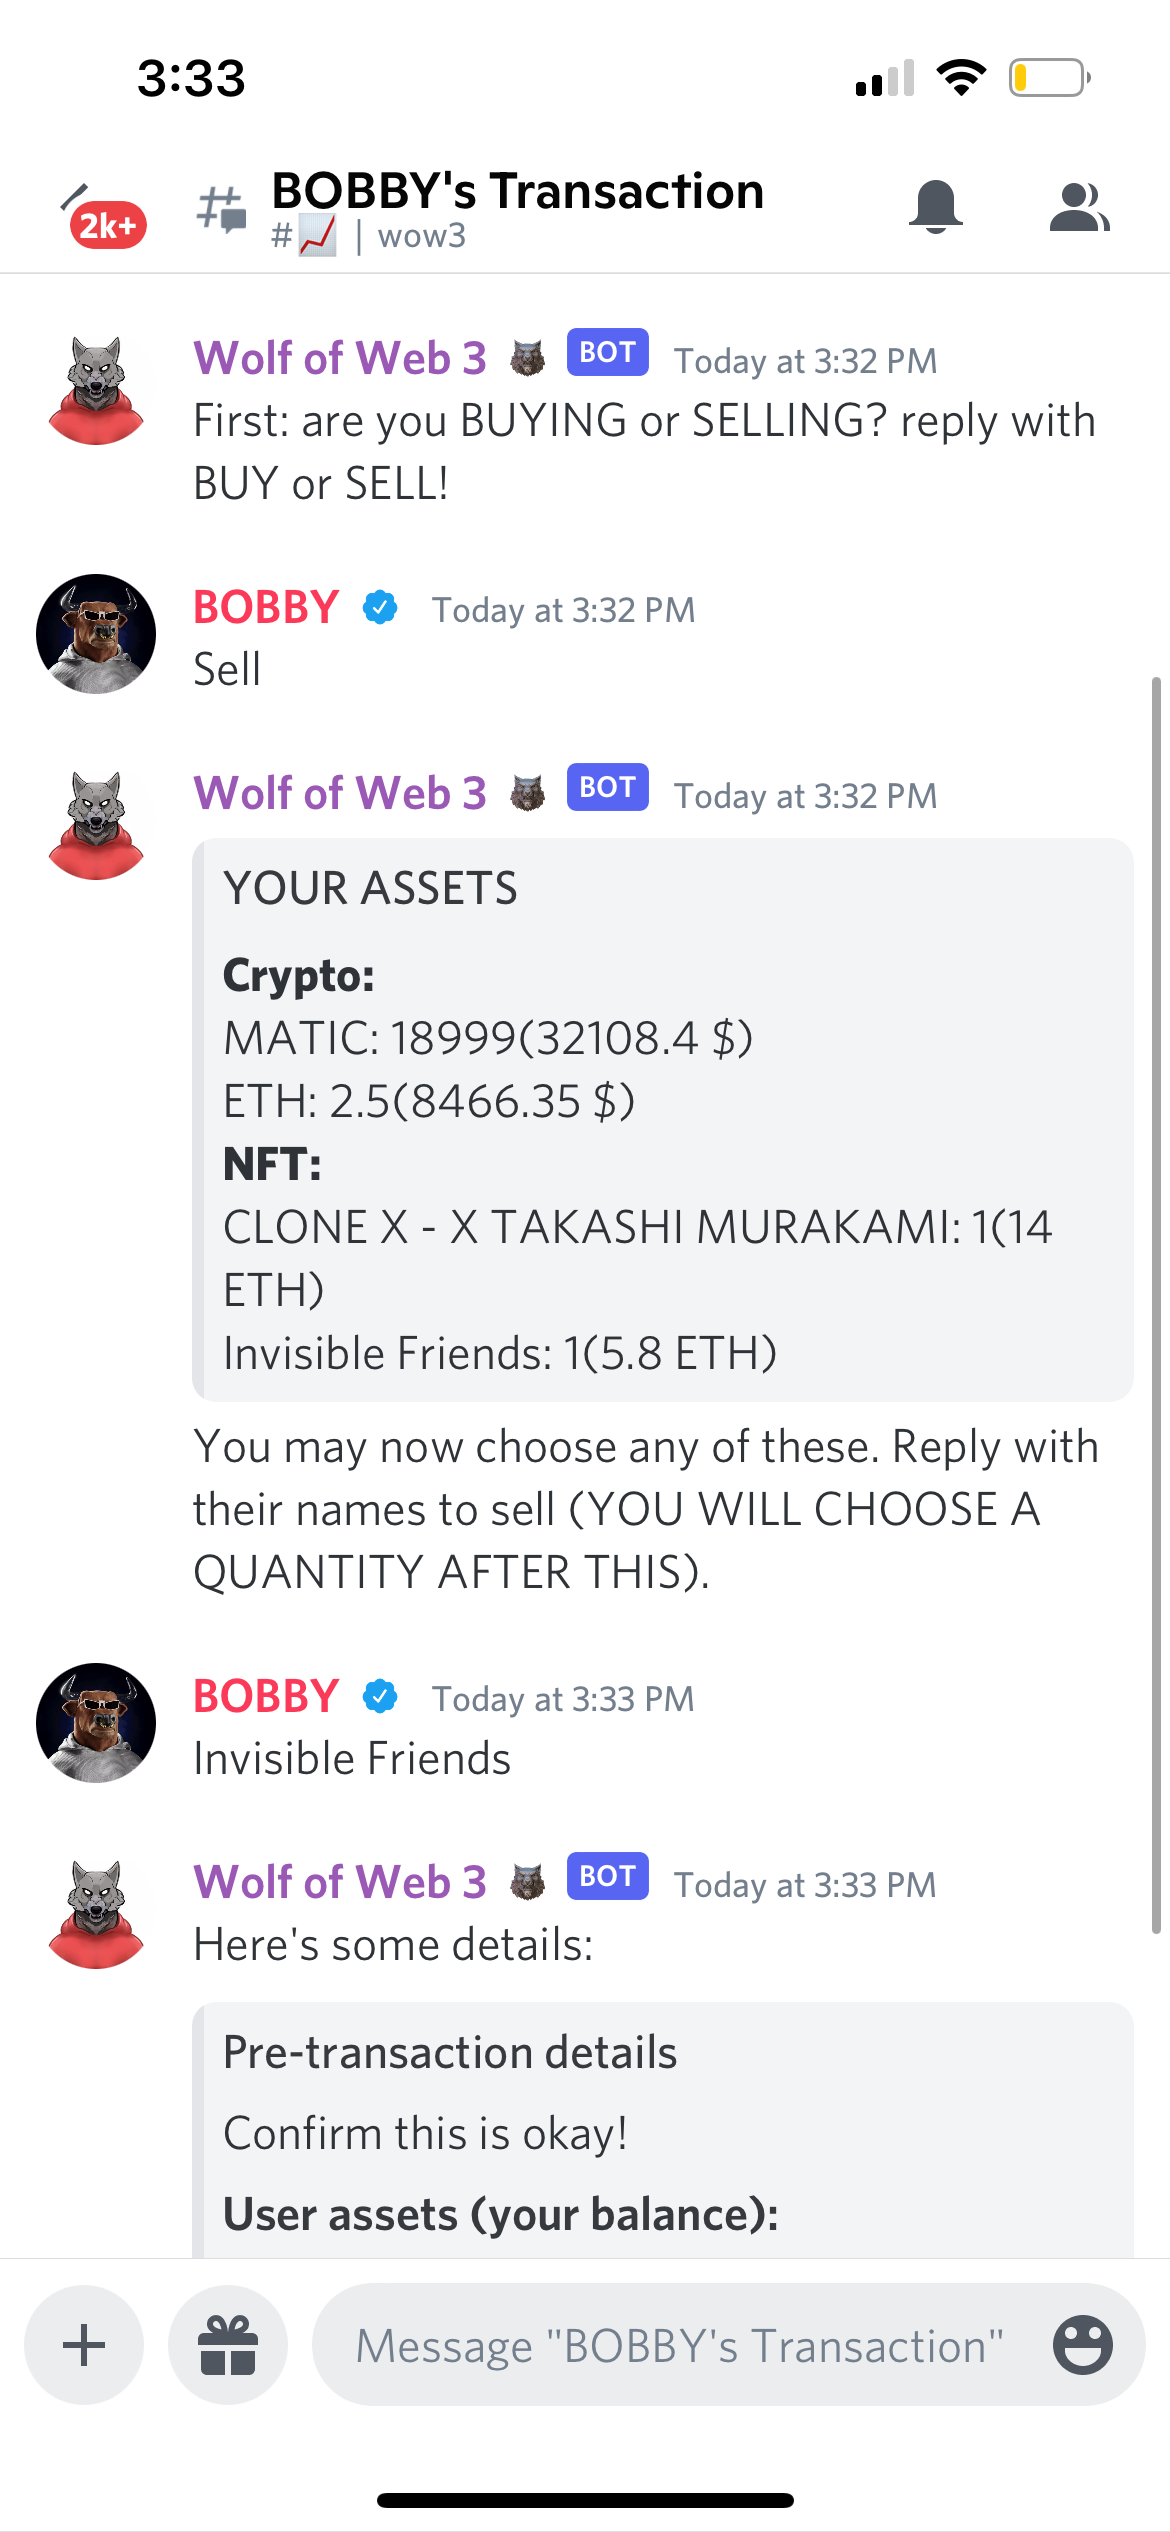 3:33
2k+
BOBBY's Transaction
#📈 | wow3
Wolf of Web 3 🐺 BOT Today at 3:32 PM
First: are you BUYING or SELLING? reply with
BUY or SELL!
BOBBY Today at 3:32 PM
Sell
Wolf of Web 3 🐺 BOT Today at 3:32 PM
YOUR ASSETS
Crypto:
MATIC: 18999(32108.4 $)
ETH: 2.5(8466.35 $)
NFT:
CLONE X - X TAKASHI MURAKAMI: 1(14
ETH)
Invisible Friends: 1(5.8 ETH)
You may now choose any of these. Reply with
their names to sell (YOU WILL CHOOSE A
QUANTITY AFTER THIS).
BOBBY Today at 3:33 PM
Invisible Friends
Wolf of Web 3 🐺 BOT Today at 3:33 PM
Here's some details:
Pre-transaction details
Confirm this is okay!
User assets (your balance):
Message "BOBBY's Transaction"